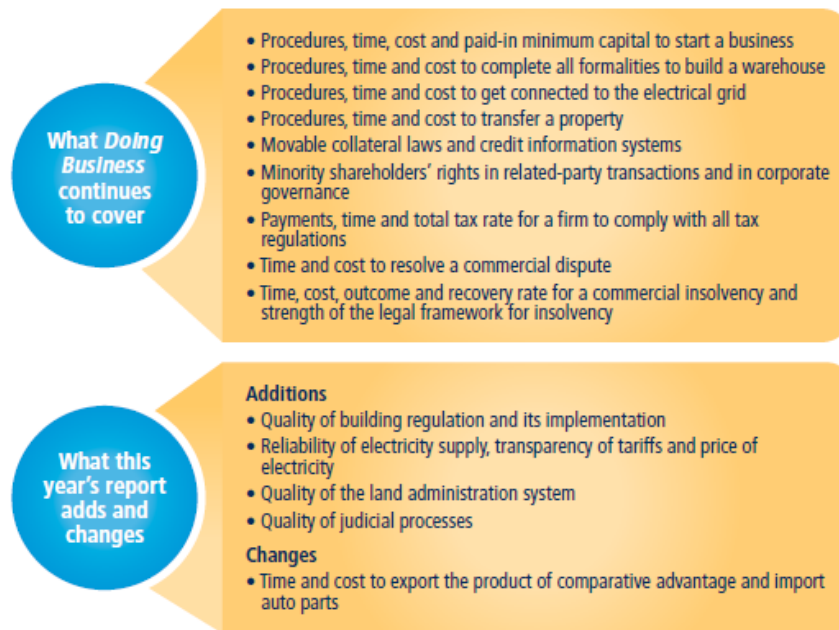 What Doing
Business
continues
to cover
• Procedures, time, cost and paid-in minimum capital to start a business
• Procedures, time and cost to complete all formalities to build a warehouse
• Procedures, time and cost to get connected to the electrical grid
• Procedures, time and cost to transfer a property
• Movable collateral laws and credit information systems
• Minority shareholders’ rights in related-party transactions and in corporate
governance
• Payments, time and total tax rate for a firm to comply with all tax
regulations
• Time and cost to resolve a commercial dispute
• Time, cost, outcome and recovery rate for a commercial insolvency and
strength of the legal framework for insolvency
What this
year’s report
adds and
changes
Additions
• Quality of building regulation and its implementation
• Reliability of electricity supply, transparency of tariffs and price of
electricity
• Quality of the land administration system
• Quality of judicial processes
Changes
• Time and cost to export the product of comparative advantage and import
auto parts